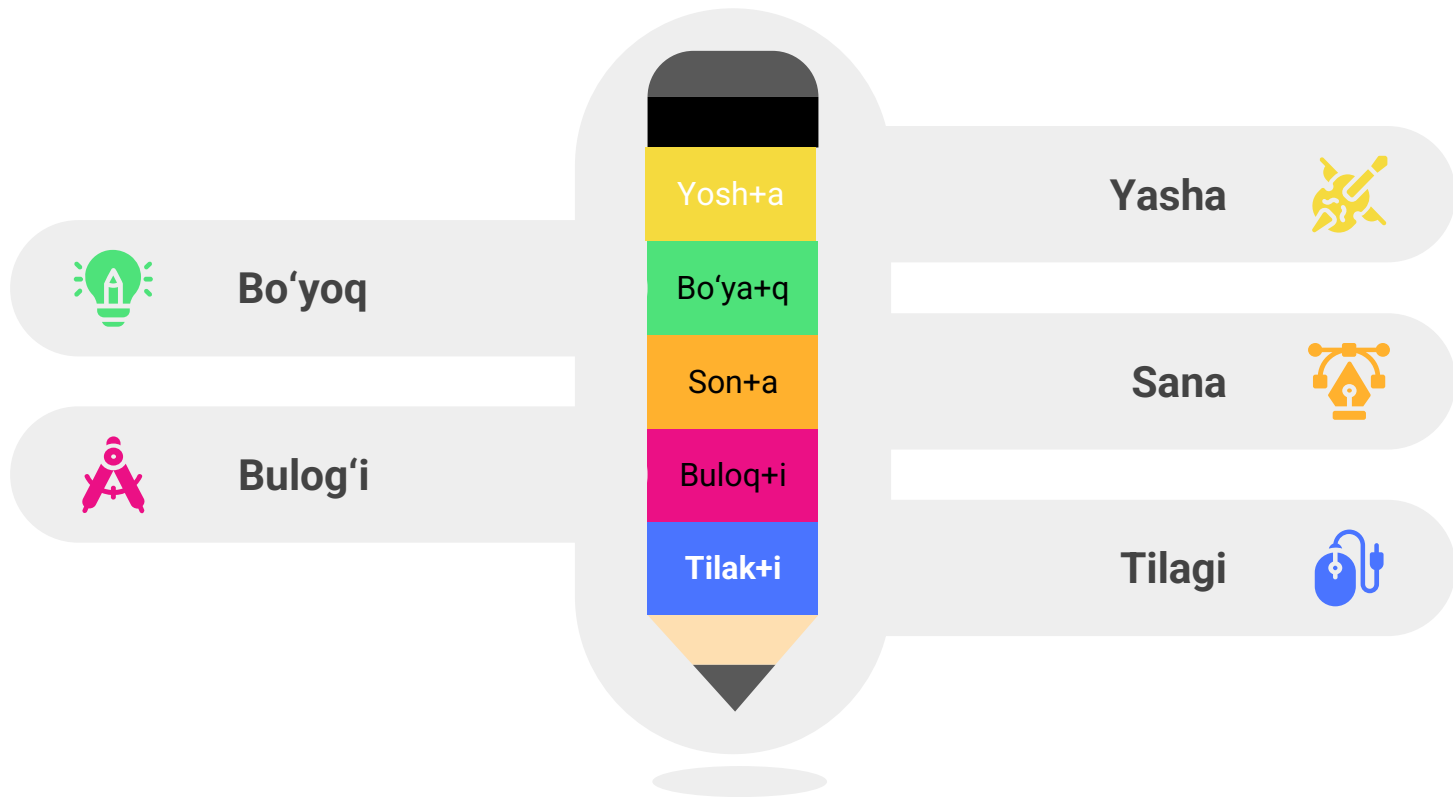 Yosh+a
Yasha
Bo‘yoq
Bo‘ya+q
Son+a
Sana
Bulog‘i
Buloq+i
Tilak+i
Tilagi